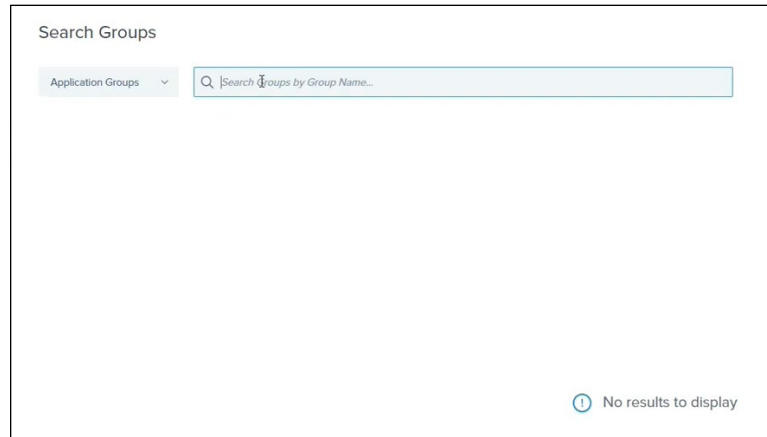 Search Groups
Application Groups
Search Groups by Group Name...
No results to display